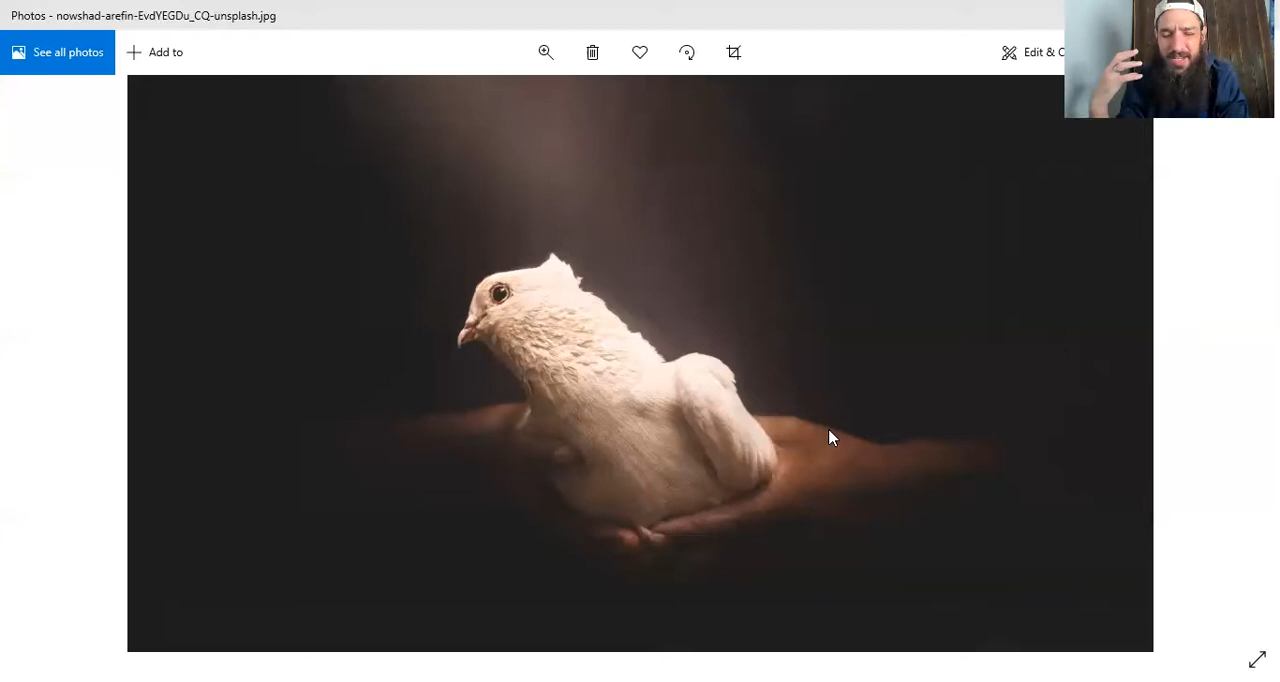 Photos - nowshad-arefin-EvdYEGDu_CQ-unsplash.jpg
See all photos
Add to
Edit & C